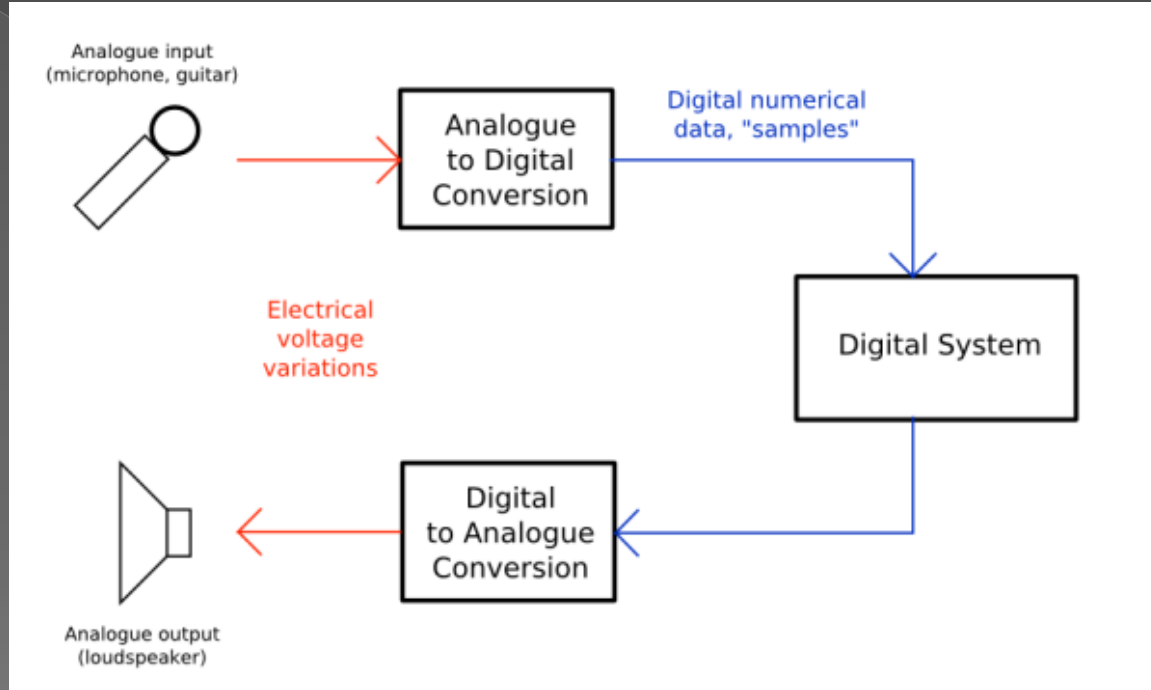 Analogue input
(microphone, guitar)
Analogue
to Digital
Conversion
Digital numerical
data, "samples"
Electrical
voltage
variations
Digital System
Digital
to Analogue
Conversion
Analogue output
(loudspeaker)